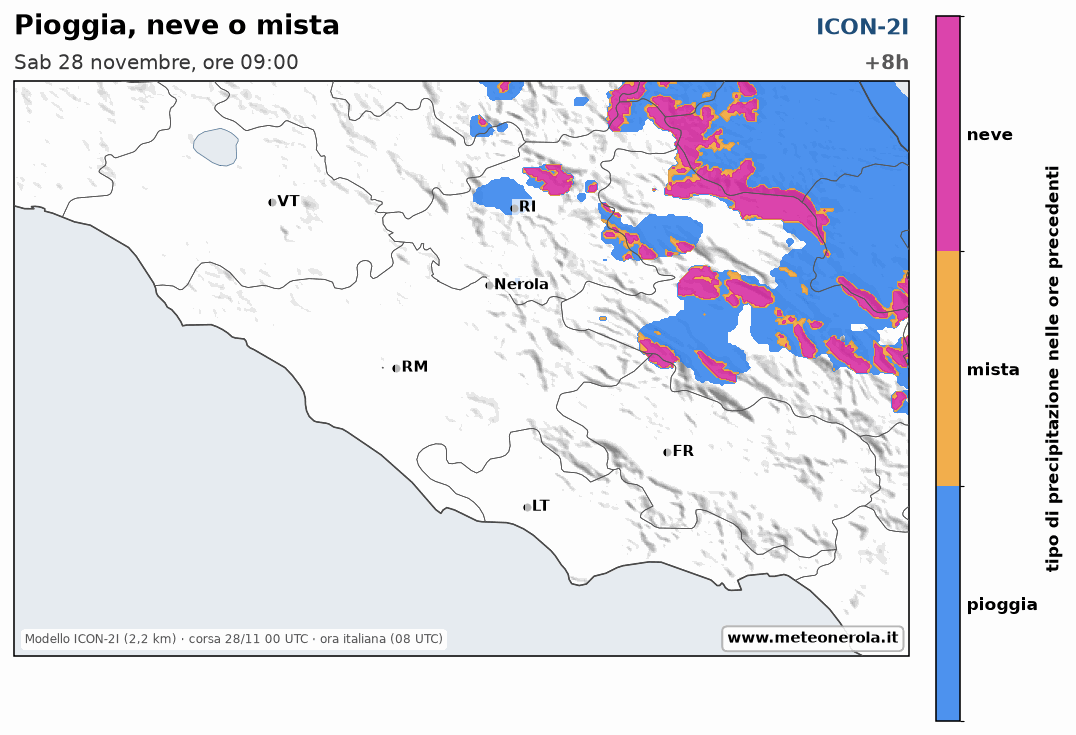 Pioggia, neve o mista
ICON-2I
Sab 28 novembre, ore 09:00
+8h
neve
VT
RI
Nerola
mista
RM
FR
LT
pioggia
tipo di precipitazione nelle ore precedenti
Modello ICON-2I (2,2 km) · corsa 28/11 00 UTC · ora italiana (08 UTC)
www.meteonerola.it